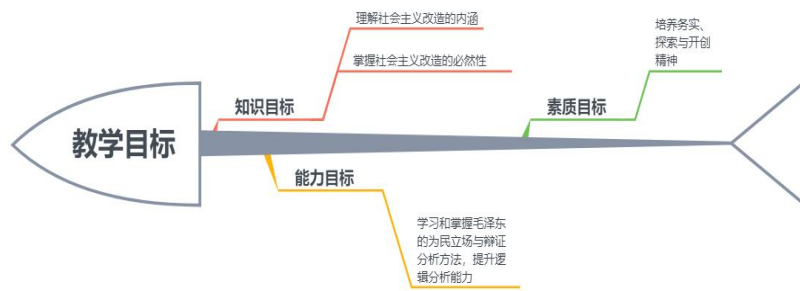 教学目标
知识目标
理解社会主义改造的内涵
掌握社会主义改造的必然性
素质目标
培养务实、
探索与开创
精神
能力目标
学习和掌握毛泽东
的为民立场与辩证
分析方法，提升逻
辑分析能力